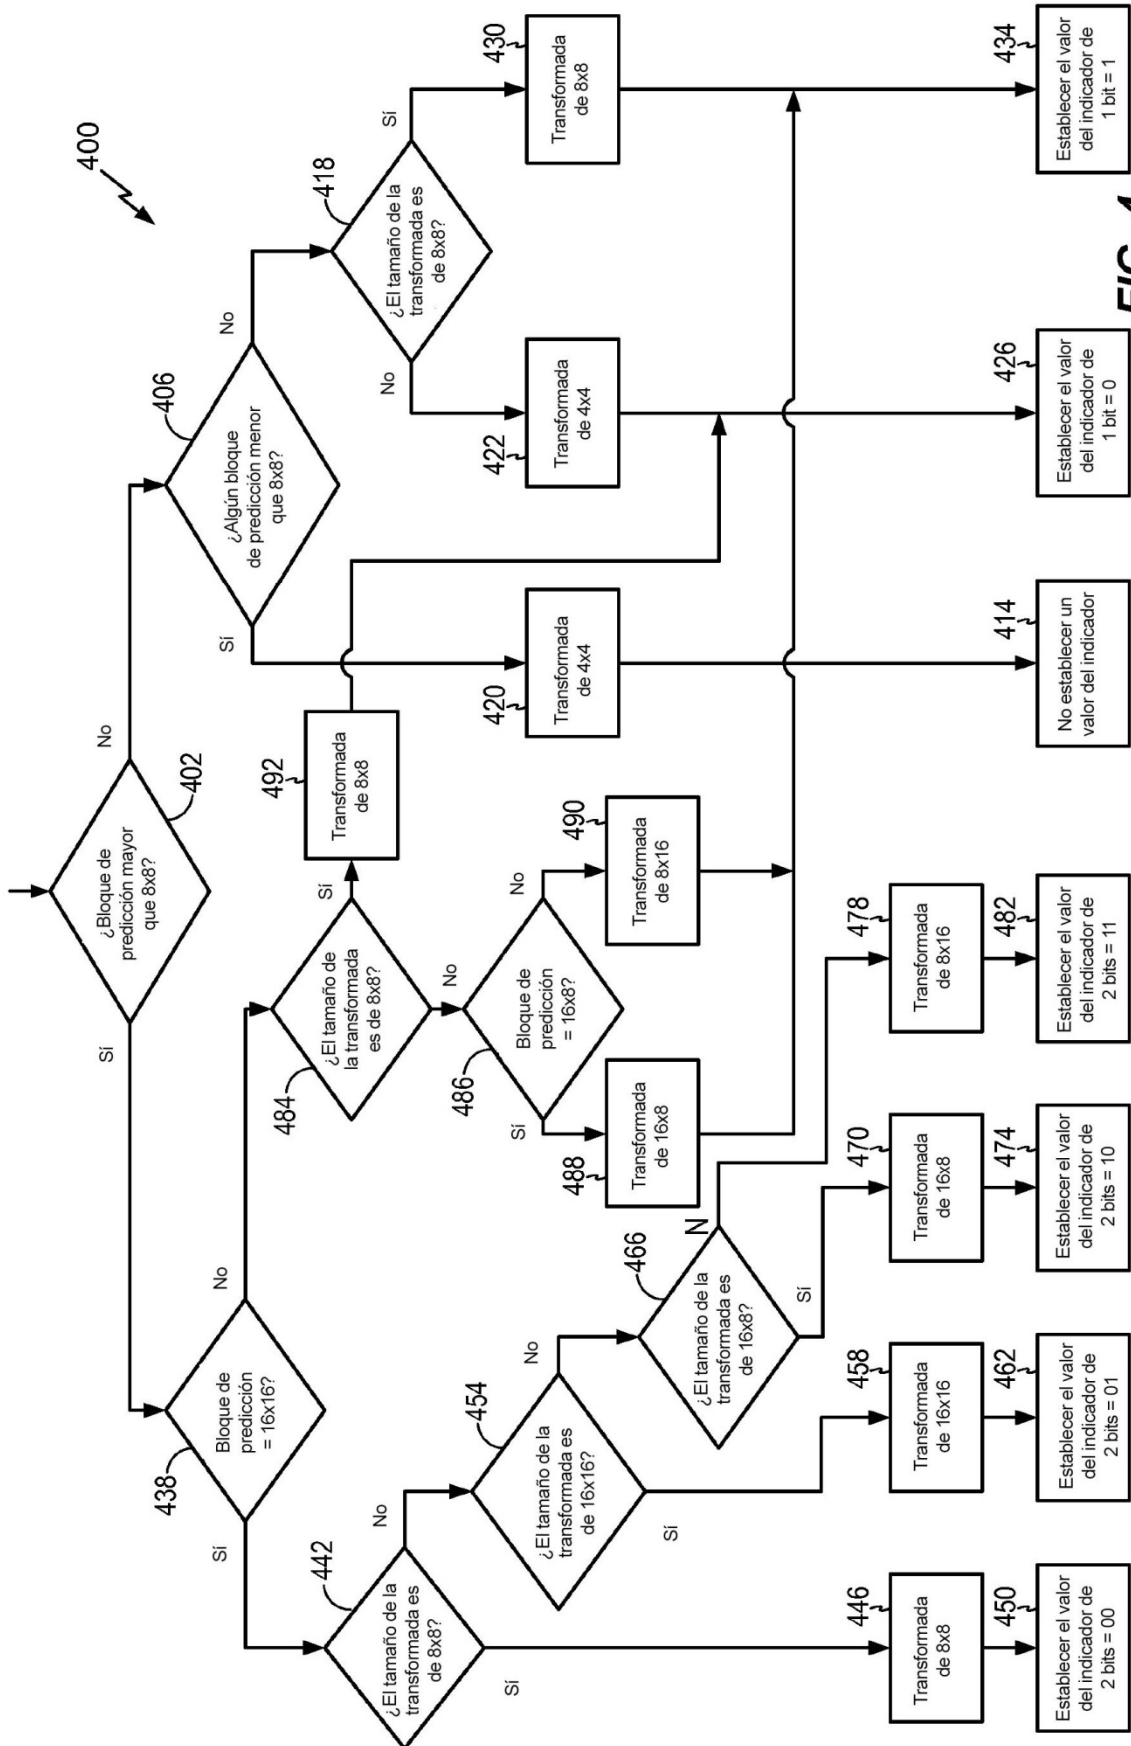 400
¿Bloque de
predicción mayor
que 8x8?
402
Sí
No
Bloque de
predicción
= 16x16?
438
Sí
No
¿Algún bloque
de predicción menor
que 8x8?
406
Sí
No
¿El tamaño de la
transformada es
de 8x8?
442
Sí
No
¿El tamaño de
la transformada
es de 8x8?
484
Sí
No
Transformada
de 8x8
492
¿El tamaño de la
transformada es
de 8x8?
418
No
Sí
¿El tamaño de la
transformada es
de 16x16?
454
Sí
No
Bloque de
predicción
= 16x8?
486
Sí
No
420
Transformada
de 4x4
422
Transformada
de 4x4
430
Transformada
de 8x8
¿El tamaño de la
transformada es
de 16x8?
466
N
Sí
488
Transformada
de 16x8
490
Transformada
de 8x16
446
Transformada
de 8x8
458
Transformada
de 16x16
470
Transformada
de 16x8
478
Transformada
de 8x16
450
Establecer el valor
del indicador de
2 bits = 00
462
Establecer el valor
del indicador de
2 bits = 01
474
Establecer el valor
del indicador de
2 bits = 10
482
Establecer el valor
del indicador de
2 bits = 11
414
No establecer un
valor del indicador
426
Establecer el valor
del indicador de
1 bit = 0
434
Establecer el valor
del indicador de
1 bit = 1
FIG. 4